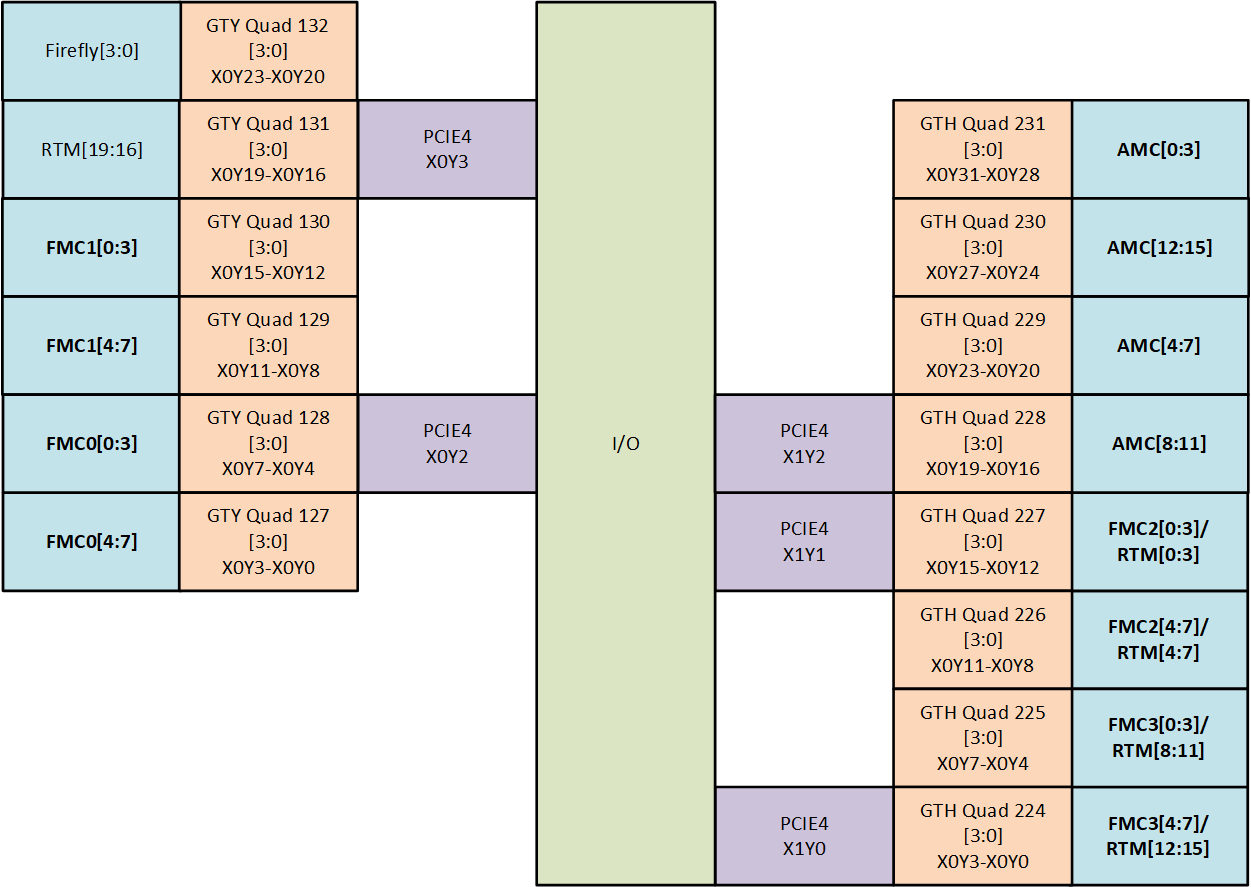 Firefly[3:0]
GTY Quad 132
[3:0]
X0Y23-X0Y20
RTM[19:16]
GTY Quad 131
[3:0]
X0Y19-X0Y16
PCIE4
X0Y3
GTH Quad 231
[3:0]
X0Y31-X0Y28
AMC[0:3]
FMC1[0:3]
GTY Quad 130
[3:0]
X0Y15-X0Y12
GTH Quad 230
[3:0]
X0Y27-X0Y24
AMC[12:15]
FMC1[4:7]
GTY Quad 129
[3:0]
X0Y11-X0Y8
GTH Quad 229
[3:0]
X0Y23-X0Y20
AMC[4:7]
FMC0[0:3]
GTY Quad 128
[3:0]
X0Y7-X0Y4
PCIE4
X0Y2
I/O
PCIE4
X1Y2
GTH Quad 228
[3:0]
X0Y19-X0Y16
AMC[8:11]
FMC0[4:7]
GTY Quad 127
[3:0]
X0Y3-X0Y0
PCIE4
X1Y1
GTH Quad 227
[3:0]
X0Y15-X0Y12
FMC2[0:3]/
RTM[0:3]
GTH Quad 226
[3:0]
X0Y11-X0Y8
FMC2[4:7]/
RTM[4:7]
GTH Quad 225
[3:0]
X0Y7-X0Y4
FMC3[0:3]/
RTM[8:11]
PCIE4
X1Y0
GTH Quad 224
[3:0]
X0Y3-X0Y0
FMC3[4:7]/
RTM[12:15]